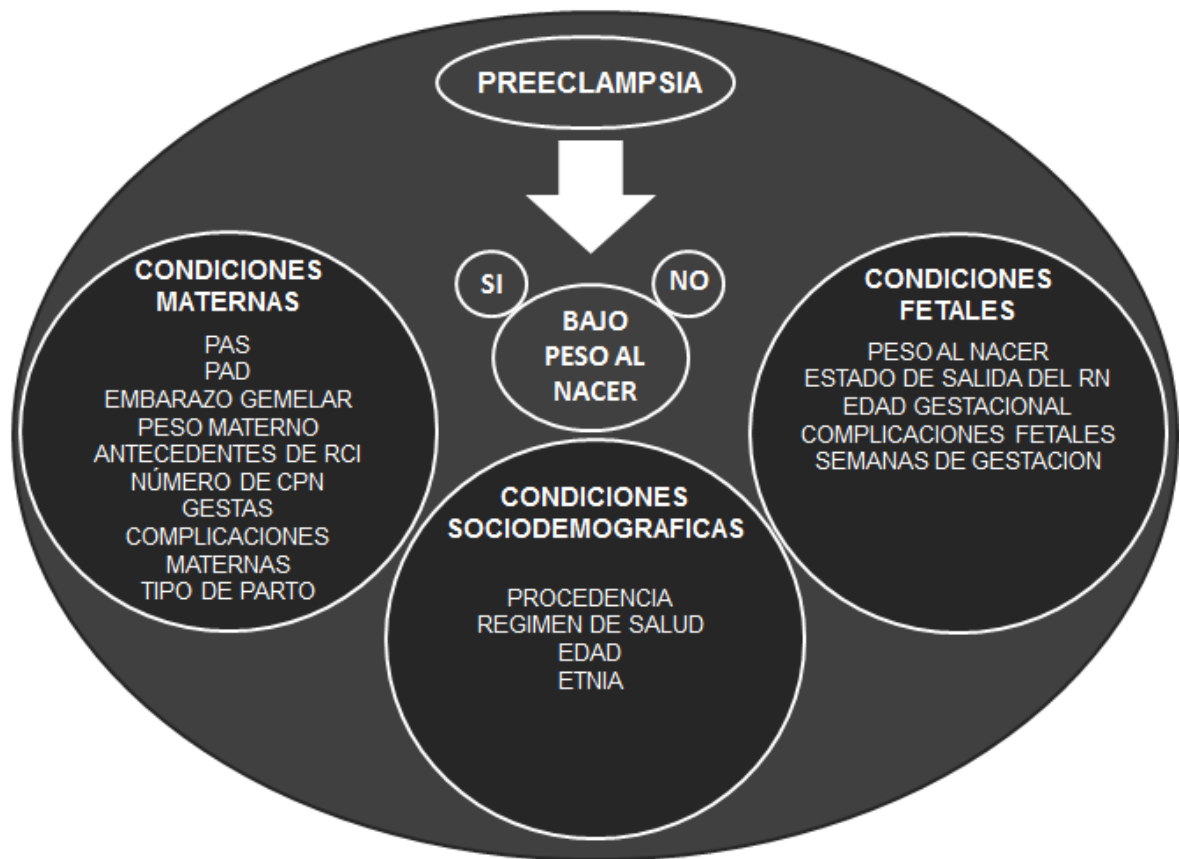 PREECLAMPSIA
SI
NO
BAJO
PESO AL
NACER
CONDICIONES
MATERNAS
PAS
PAD
EMBARAZO GEMELAR
PESO MATERNO
ANTECEDENTES DE RCI
NÚMERO DE CPN
GESTAS
COMPLICACIONES
MATERNAS
TIPO DE PARTO
CONDICIONES
SOCIODEMOGRAFICAS
PROCEDENCIA
REGIMEN DE SALUD
EDAD
ETNIA
CONDICIONES
FETALES
PESO AL NACER
ESTADO DE SALIDA DEL RN
EDAD GESTACIONAL
COMPLICACIONES FETALES
SEMANAS DE GESTACION